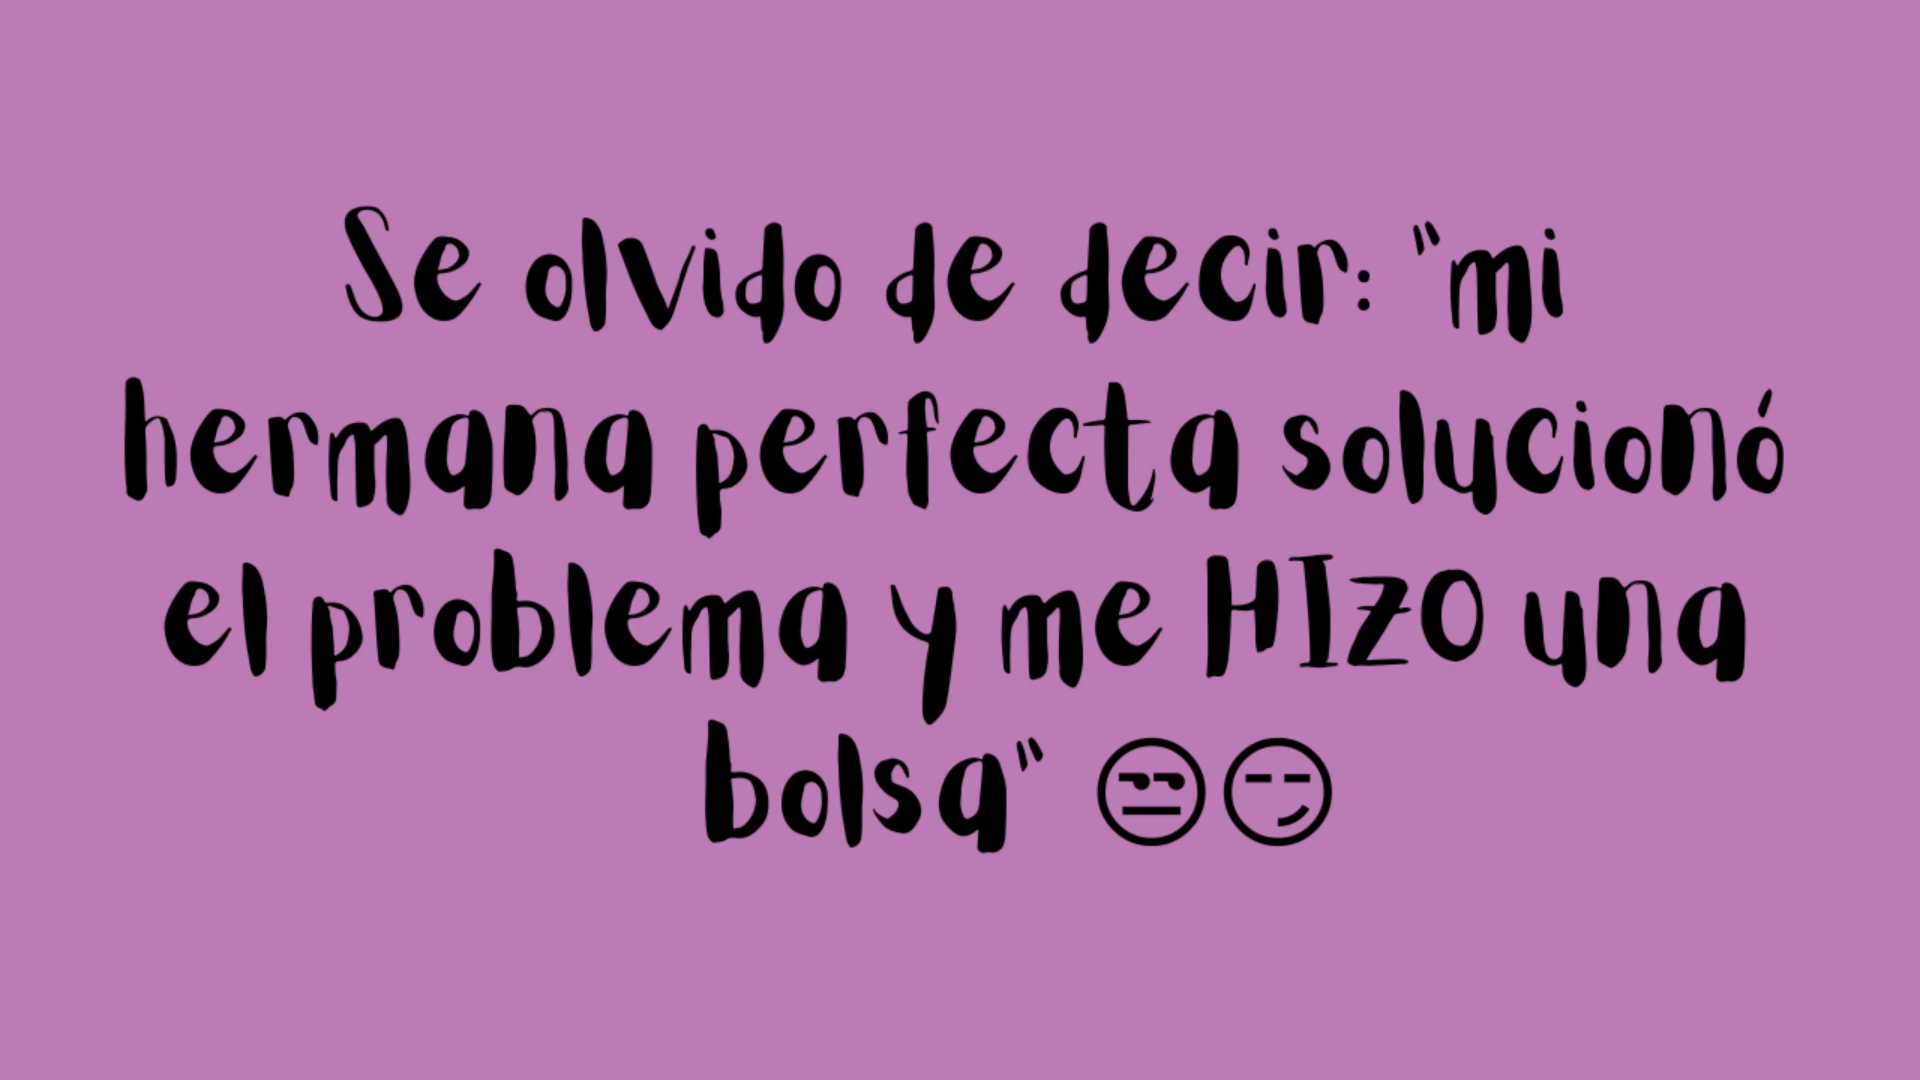 Se olvido de decir: "mi
hermana perfecta solucionó
el problema y me HIZO una
bolsa" 😒😏